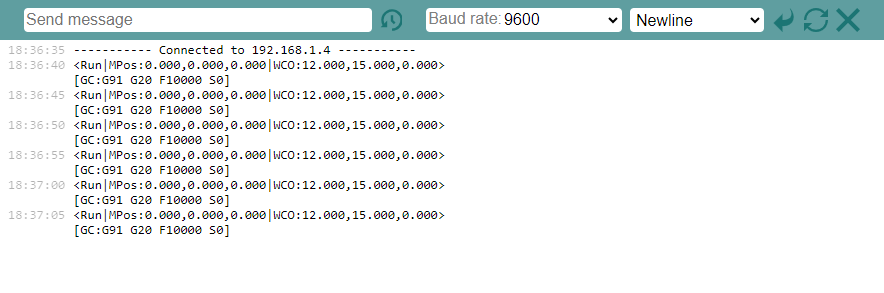 Send message Baud rate: 9600 Newline
18:36:35 ----------- Connected to 192.168.1.4 -----------
18:36:40 <Run|MPos:0.000,0.000,0.000|WCO:12.000,15.000,0.000>
[GC:G91 G20 F10000 S0]
18:36:45 <Run|MPos:0.000,0.000,0.000|WCO:12.000,15.000,0.000>
[GC:G91 G20 F10000 S0]
18:36:50 <Run|MPos:0.000,0.000,0.000|WCO:12.000,15.000,0.000>
[GC:G91 G20 F10000 S0]
18:36:55 <Run|MPos:0.000,0.000,0.000|WCO:12.000,15.000,0.000>
[GC:G91 G20 F10000 S0]
18:37:00 <Run|MPos:0.000,0.000,0.000|WCO:12.000,15.000,0.000>
[GC:G91 G20 F10000 S0]
18:37:05 <Run|MPos:0.000,0.000,0.000|WCO:12.000,15.000,0.000>
[GC:G91 G20 F10000 S0]